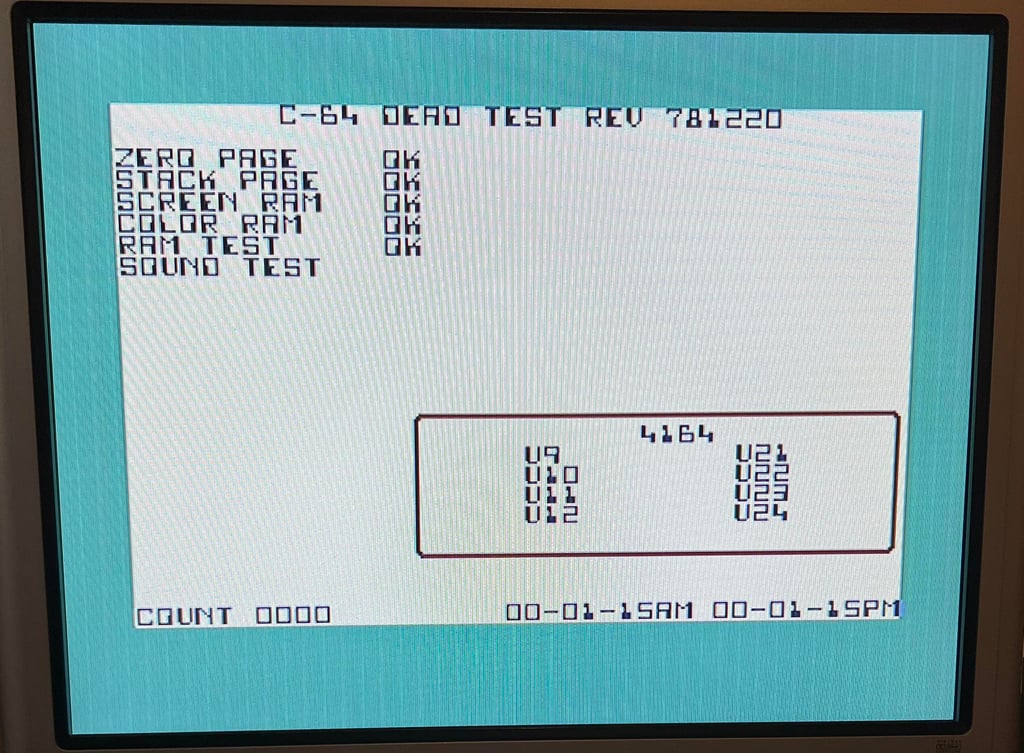 C-64 DEAD TEST REV 781220
ZERO PAGE OK
STACK PAGE OK
SCREEN RAM OK
COLOR RAM OK
RAM TEST OK
SOUND TEST
4164
U9 U21
U10 U22
U11 U23
U12 U24
COUNT 0000 00-01-15AM 00-01-15PM